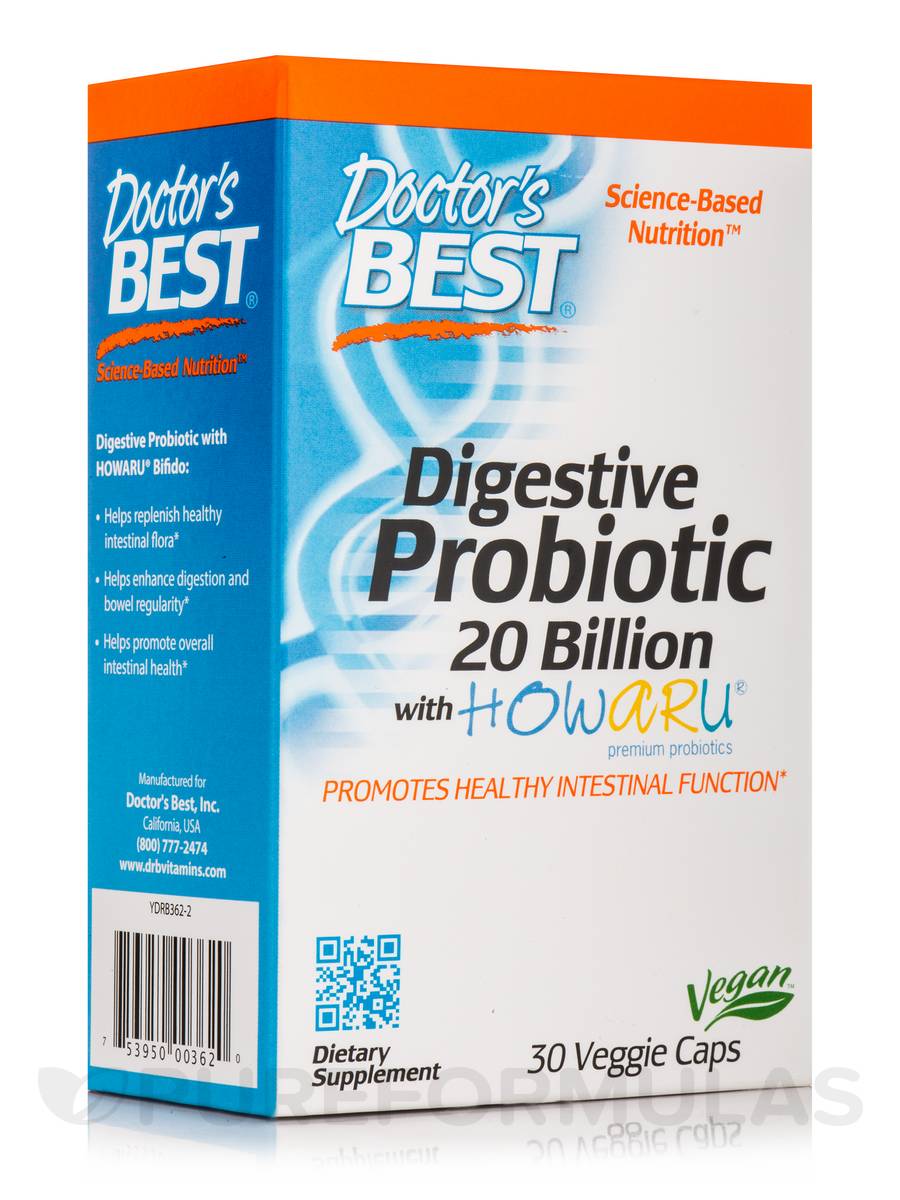 Doctor's
BEST®
Science-Based Nutrition™
Digestive Probiotic with
HOWARU® Bifido:
• Helps replenish healthy
intestinal flora*
• Helps enhance digestion and
bowel regularity*
• Helps promote overall
intestinal health*
Manufactured for
Doctor's Best, Inc.
California, USA
(800) 777-2474
www.drbvitamins.com
YDRB362-2
7 53950 00362 0
Doctor's
BEST®
Science-Based
Nutrition™
Digestive
Probiotic
20 Billion
with HOWARU®
premium probiotics
PROMOTES HEALTHY INTESTINAL FUNCTION*
Vegan™
Dietary
Supplement
30 Veggie Caps
PUREFORMULAS